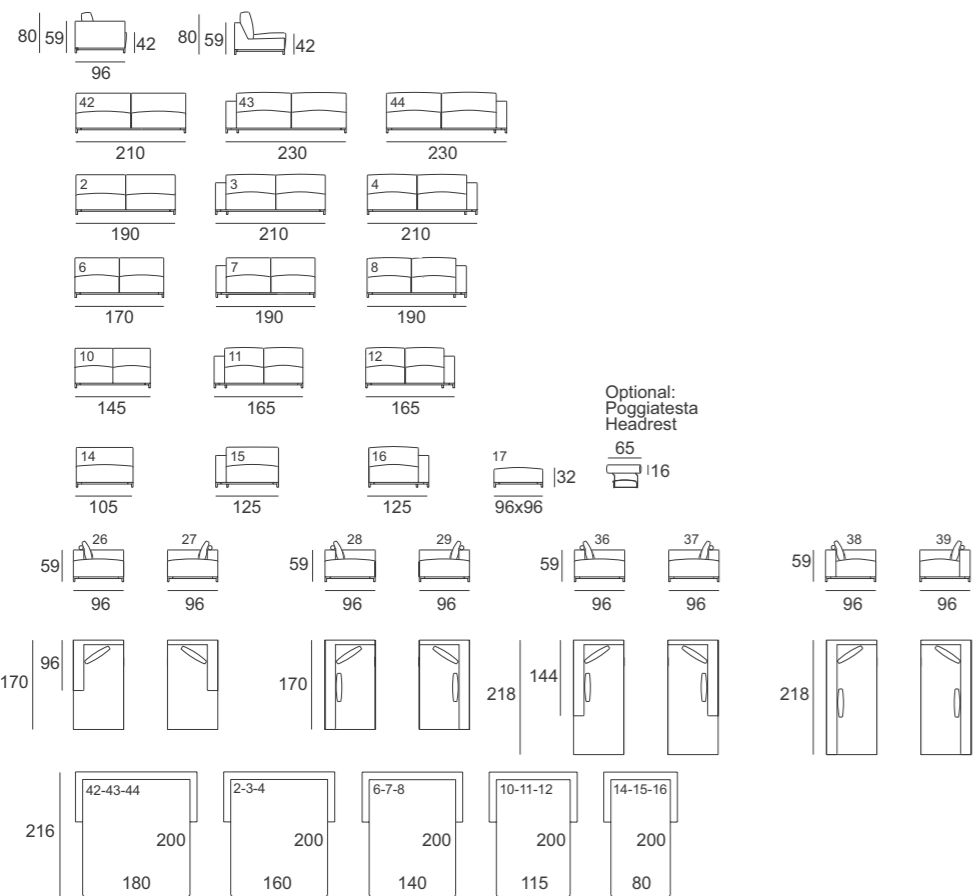 80 59 42 80 59 42
96
42 43 44
210 230 230
2 3 4
190 210 210
6 7 8
170 190 190
10 11 12
145 165 165
Optional:
Poggiatesta
Headrest
65
16
14 15 16 17
32
105 125 125 96x96
26 27 28 29 36 37 38 39
59 59 59 59
96 96 96 96 96 96 96 96
96 144
170 170 218 218
42-43-44 2-3-4 6-7-8 10-11-12 14-15-16
216
200 200 200 200 200
180 160 140 115 80